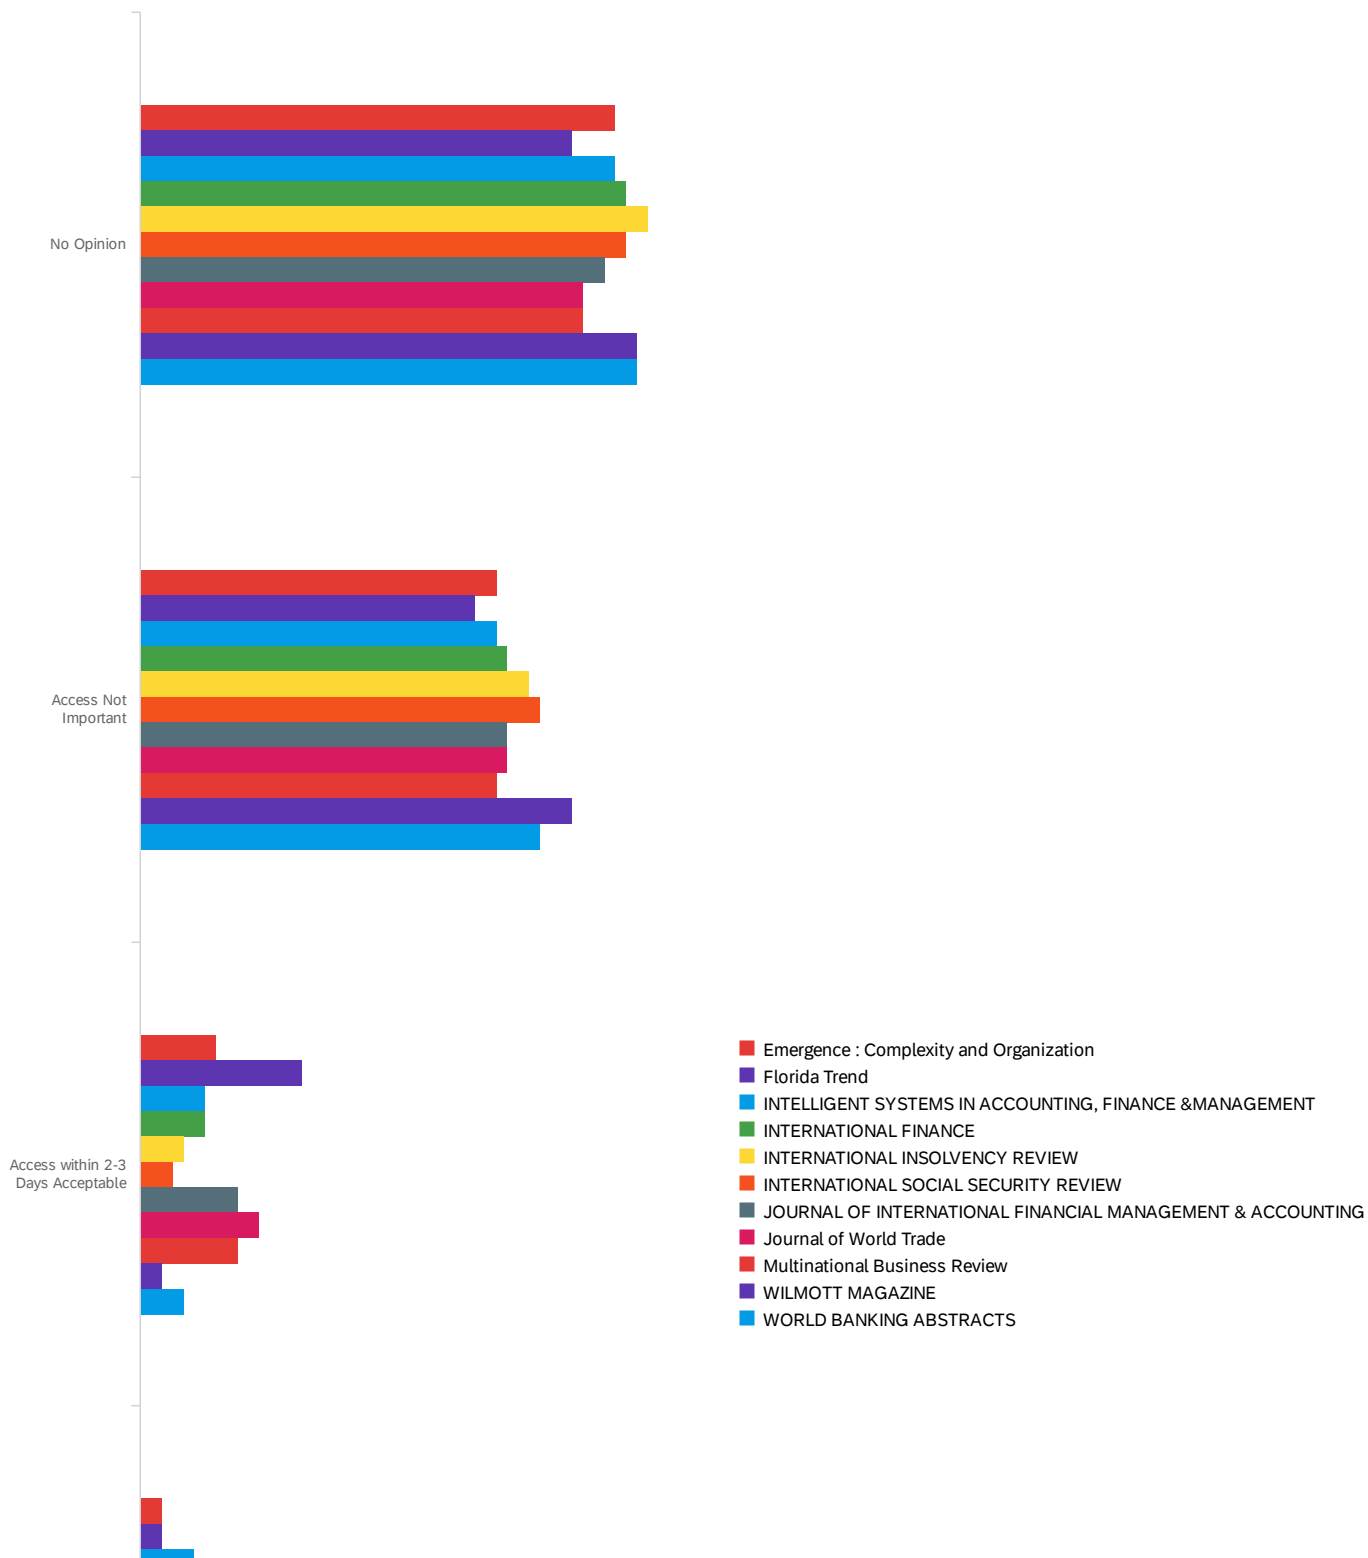 No Opinion
Access Not
Important
Access within 2-3
Days Acceptable
Emergence : Complexity and Organization
Florida Trend
INTELLIGENT SYSTEMS IN ACCOUNTING, FINANCE &MANAGEMENT
INTERNATIONAL FINANCE
INTERNATIONAL INSOLVENCY REVIEW
INTERNATIONAL SOCIAL SECURITY REVIEW
JOURNAL OF INTERNATIONAL FINANCIAL MANAGEMENT & ACCOUNTING
Journal of World Trade
Multinational Business Review
WILMOTT MAGAZINE
WORLD BANKING ABSTRACTS